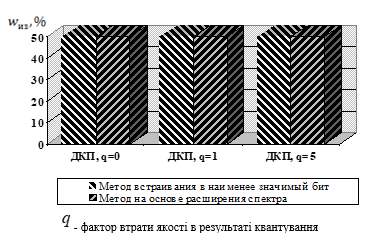 wиз,%
50
40
30
20
10
0
ДКП, q=0 ДКП, q=1 ДКП, q= 5
Метод встраивания в наименее значимый бит
Метод на основе расширения спектра
q - фактор втрати якості в результаті квантування